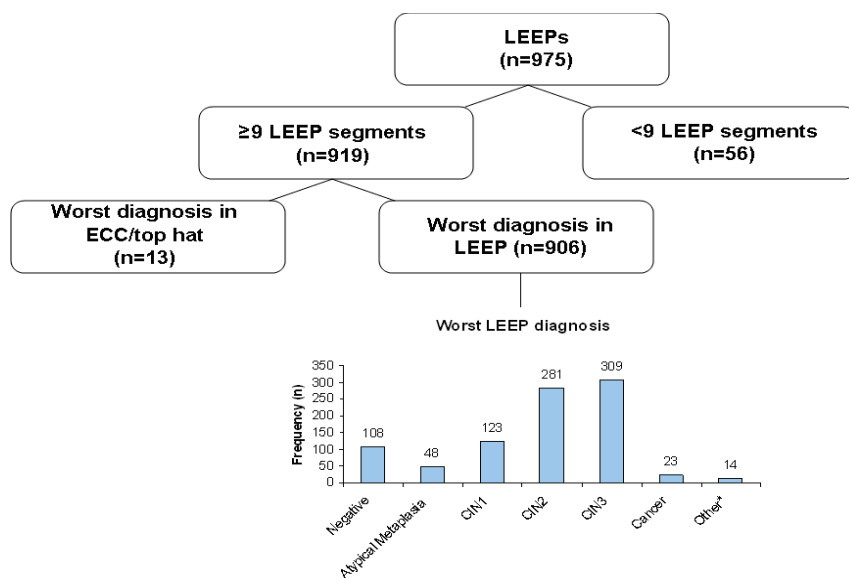 LEEPs
(n=975)
≥9 LEEP segments
(n=919)
<9 LEEP segments
(n=56)
Worst diagnosis in
ECC/top hat
(n=13)
Worst diagnosis in
LEEP (n=906)
Worst LEEP diagnosis
Frequency (n)
350
300
250
200
150
100
50
0
108
48
123
281
309
23
14
Negative
Atypical Metaplasia
CIN1
CIN2
CIN3
Cancer
Other*